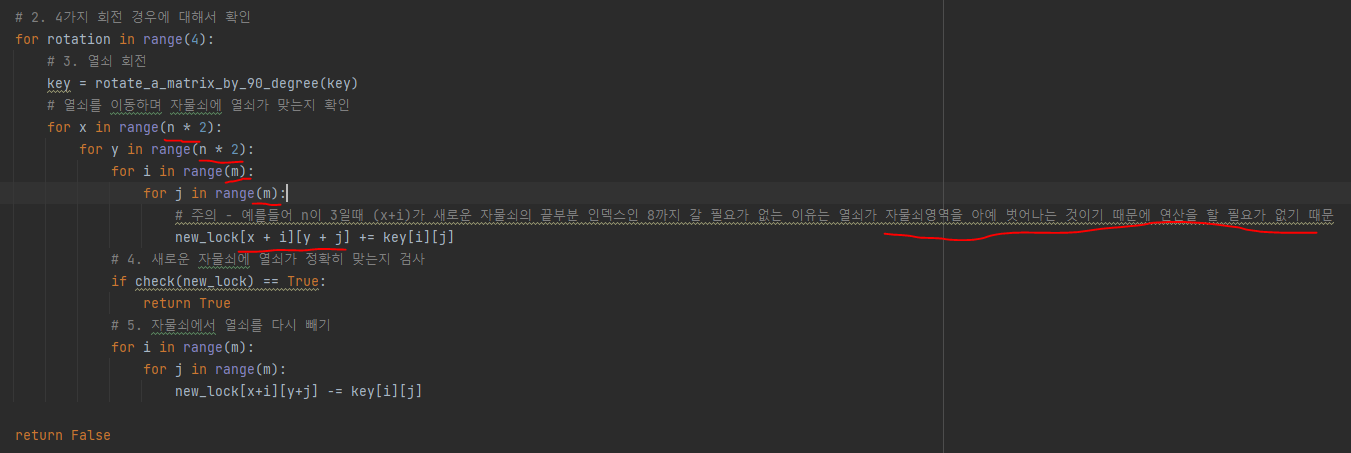 # 2. 4가지 회전 경우에 대해서 확인
for rotation in range(4):
# 3. 열쇠 회전
key = rotate_a_matrix_by_90_degree(key)
# 열쇠를 이동하며 자물쇠에 열쇠가 맞는지 확인
for x in range(n * 2):
for y in range(n * 2):
for i in range(m):
for j in range(m):
# 주의 - 예를들어 n이 3일때 (x+i)가 새로운 자물쇠의 끝부분 인덱스인 8까지 갈 필요가 없는 이유는 열쇠가 자물쇠영역을 아예 벗어나는 것이기 때문에 연산을 할 필요가 없기 때문
new_lock[x + i][y + j] += key[i][j]
# 4. 새로운 자물쇠에 열쇠가 정확히 맞는지 검사
if check(new_lock) == True:
return True
# 5. 자물쇠에서 열쇠를 다시 빼기
for i in range(m):
for j in range(m):
new_lock[x+i][y+j] -= key[i][j]
return False